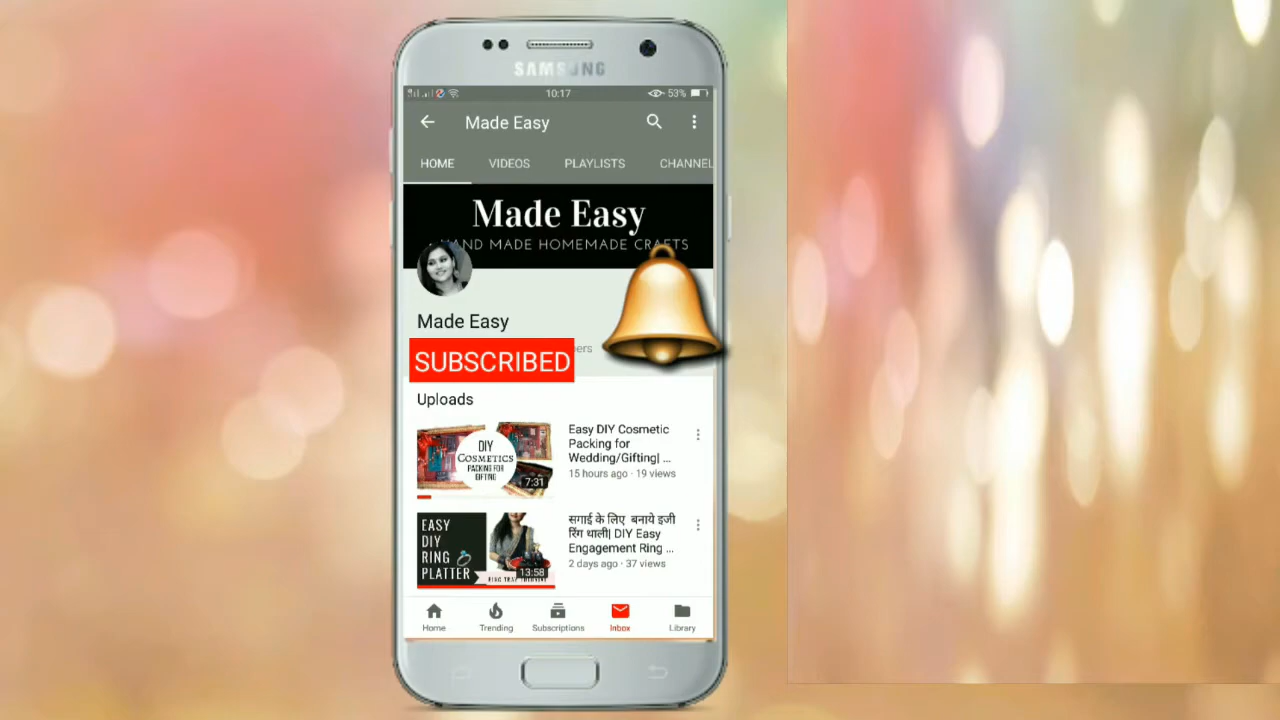 SAMSUNG
10:17
53%
Made Easy
HOME VIDEOS PLAYLISTS CHANNEL
Made Easy
HAND MADE HOMEMADE CRAFTS
Made Easy
SUBSCRIBED
Uploads
DIY
COSMETICS
PACKING FOR
GIFTING
7:31
Easy DIY Cosmetic
Packing for
Wedding/Gifting| ...
15 hours ago · 19 views
EASY
DIY
RING
PLATTER
13:58
सगाई के लिए बनाये इजी
रिंग थाली| DIY Easy
Engagement Ring ...
2 days ago · 37 views
Home Trending Subscriptions Inbox Library